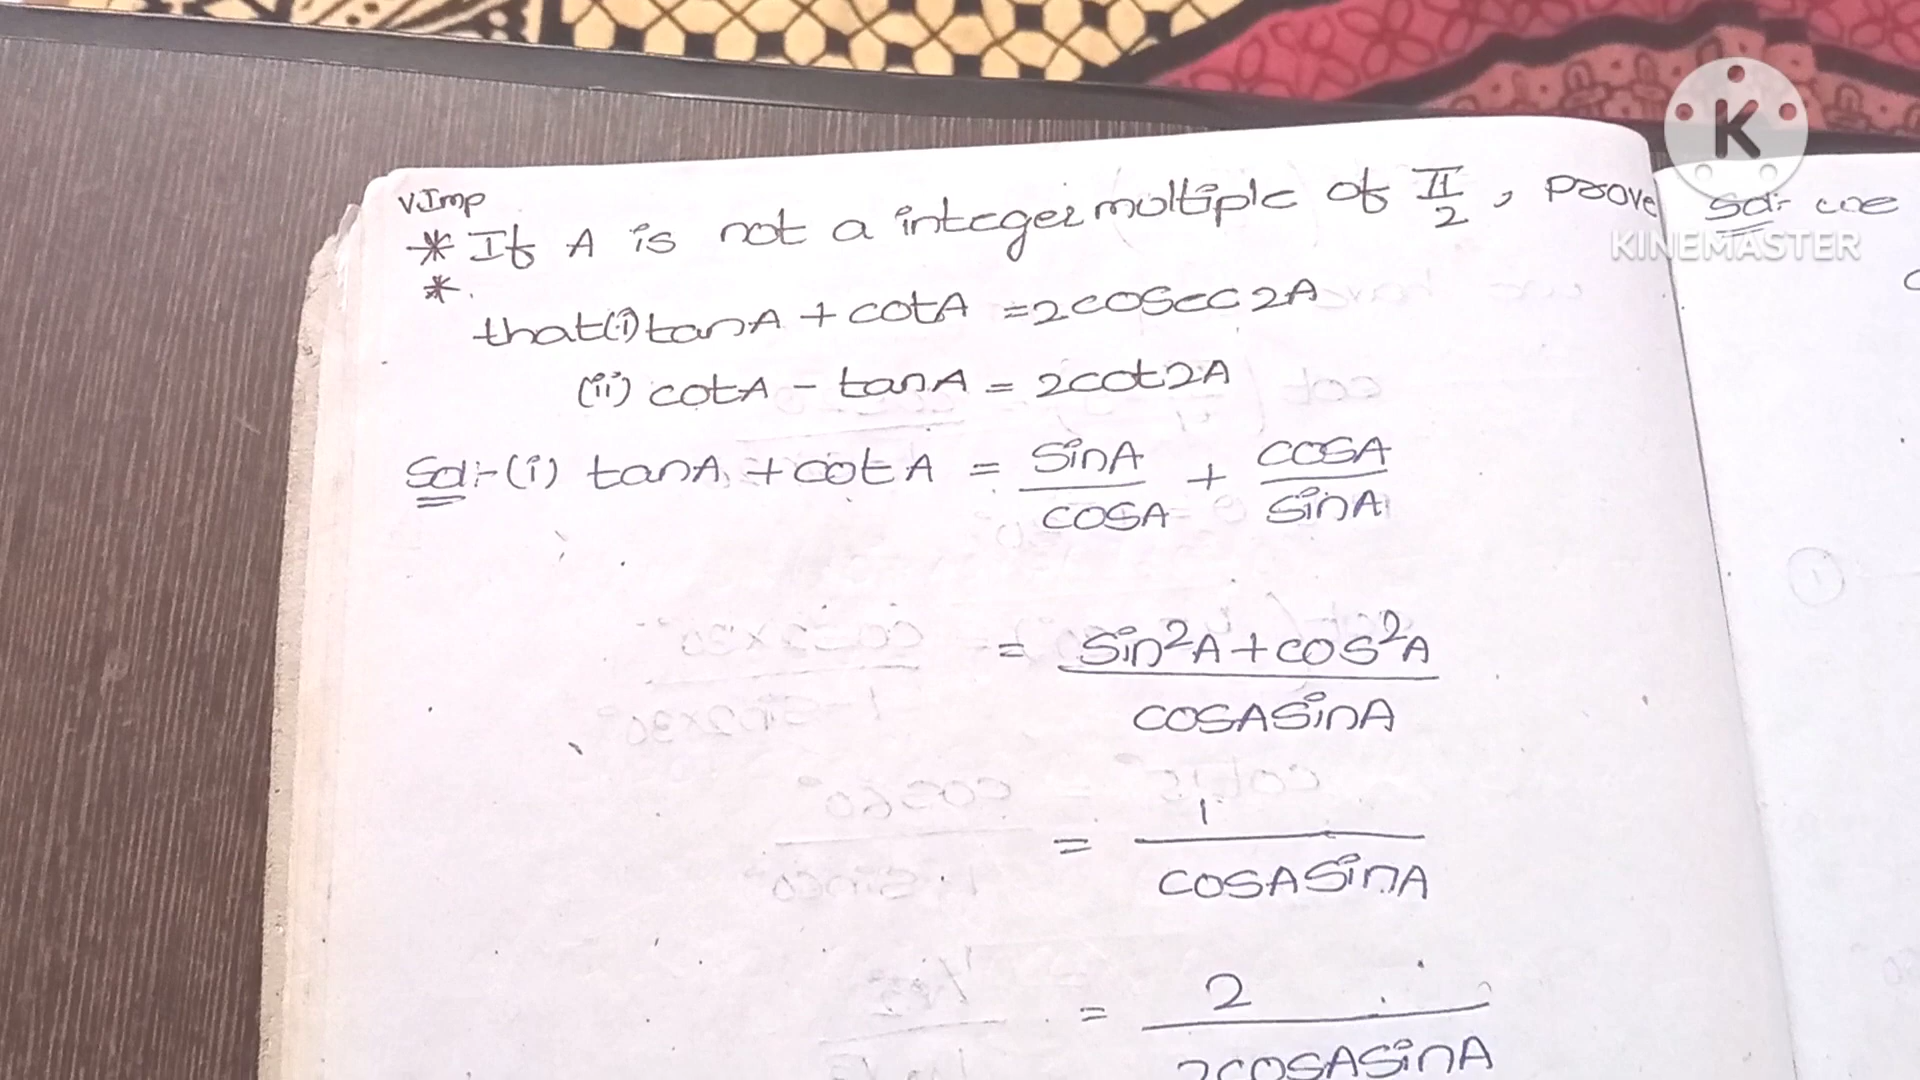 V.Imp
* If A is not a integer multiple of π/2, prove
*.
that (i) tanA + cotA = 2cosec2A
(ii) cotA - tanA = 2cot2A
Sol:- (i) tanA + cotA = sinA/cosA + cosA/sinA
= sin²A + cos²A / cosAsinA
= 1 / cosAsinA
= 2 / 2cosAsinA
Sol:- we
K
KINEMASTER